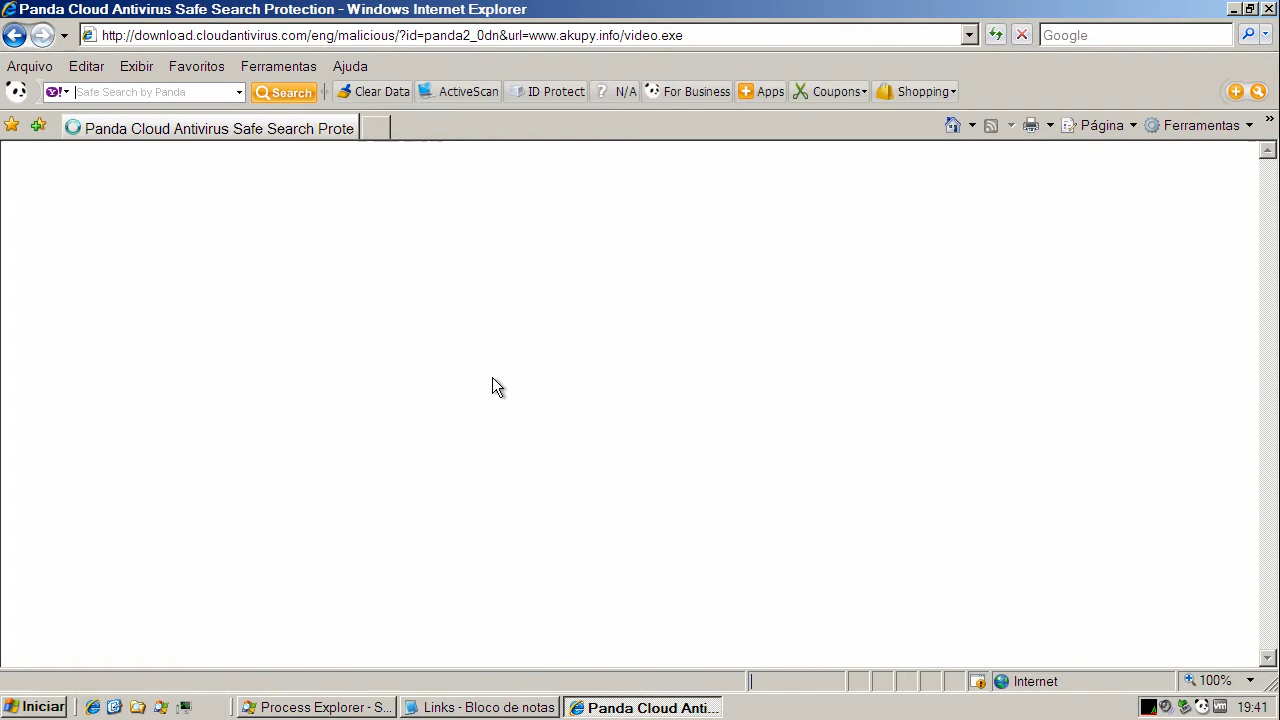 Panda Cloud Antivirus Safe Search Protection - Windows Internet Explorer
http://download.cloudantivirus.com/eng/malicious/?id=panda2_0dn&url=www.akupy.info/video.exe
Google
Arquivo Editar Exibir Favoritos Ferramentas Ajuda
Y! Safe Search by Panda Search Clear Data ActiveScan ID Protect N/A For Business Apps Coupons Shopping
Panda Cloud Antivirus Safe Search Prote
Página Ferramentas
Internet 100%
Iniciar Process Explorer - S... Links - Bloco de notas Panda Cloud Anti... 19:41